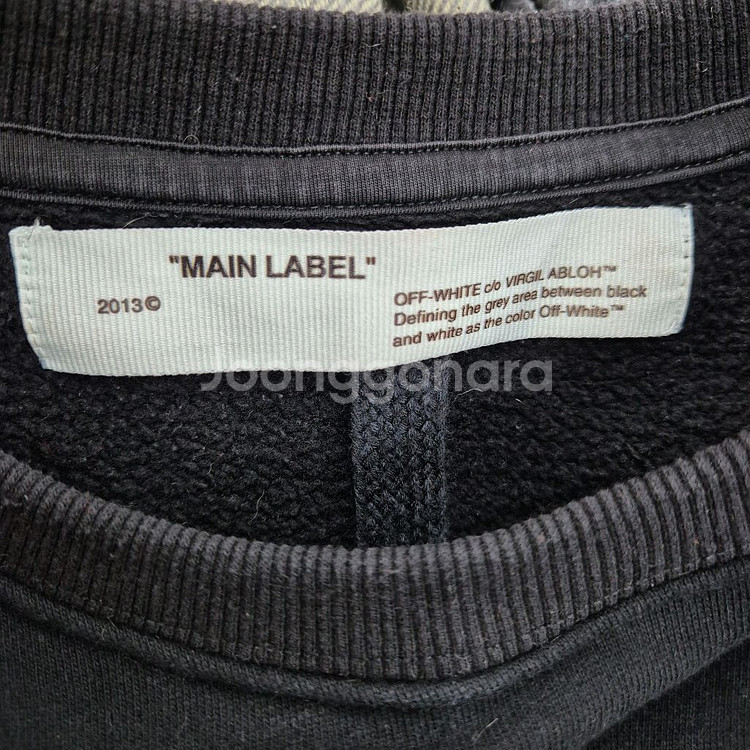 "MAIN LABEL"
2013©
OFF-WHITE c/o VIRGIL ABLOH™
Defining the grey area between black
and white as the color Off-White™
Joonggonara